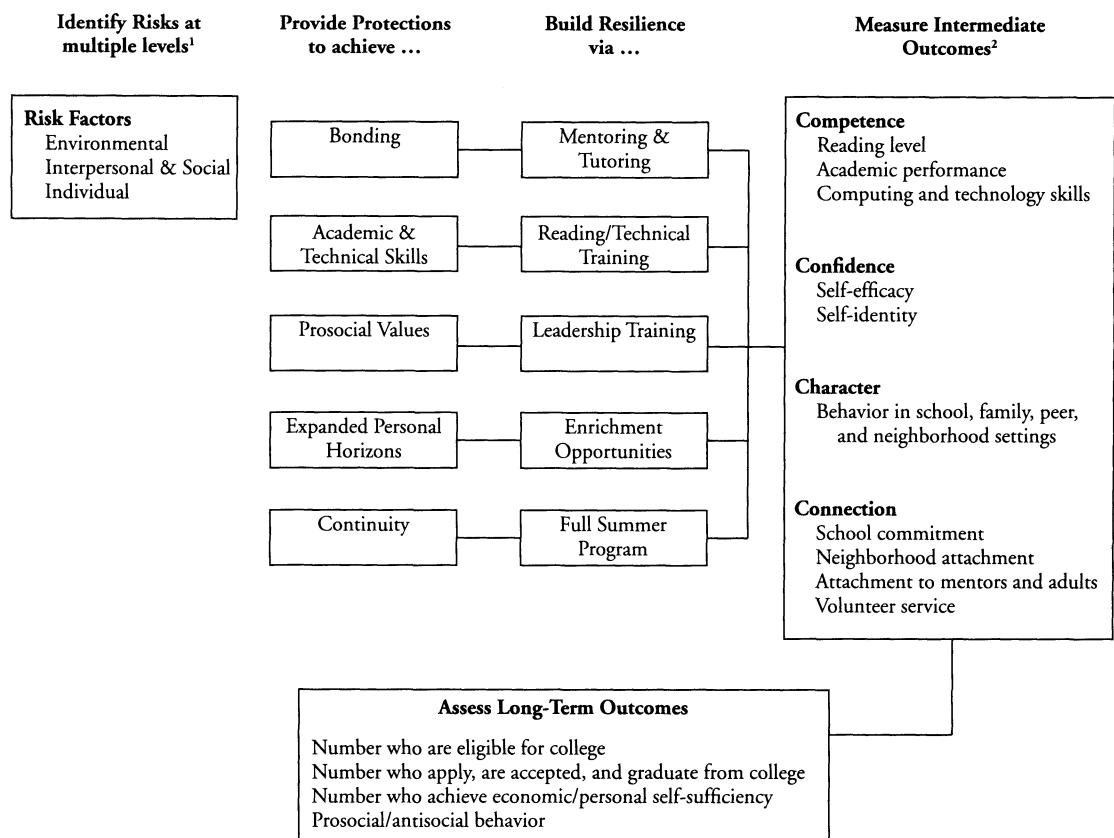 Identify Risks at
multiple levels¹
Provide Protections
to achieve …
Build Resilience
via …
Measure Intermediate
Outcomes²
Risk Factors
Environmental
Interpersonal & Social
Individual
Bonding
Mentoring &
Tutoring
Academic &
Technical Skills
Reading/Technical
Training
Prosocial Values
Leadership Training
Expanded Personal
Horizons
Enrichment
Opportunities
Continuity
Full Summer
Program
Competence
Reading level
Academic performance
Computing and technology skills
Confidence
Self-efficacy
Self-identity
Character
Behavior in school, family, peer,
and neighborhood settings
Connection
School commitment
Neighborhood attachment
Attachment to mentors and adults
Volunteer service
Assess Long-Term Outcomes
Number who are eligible for college
Number who apply, are accepted, and graduate from college
Number who achieve economic/personal self-sufficiency
Prosocial/antisocial behavior